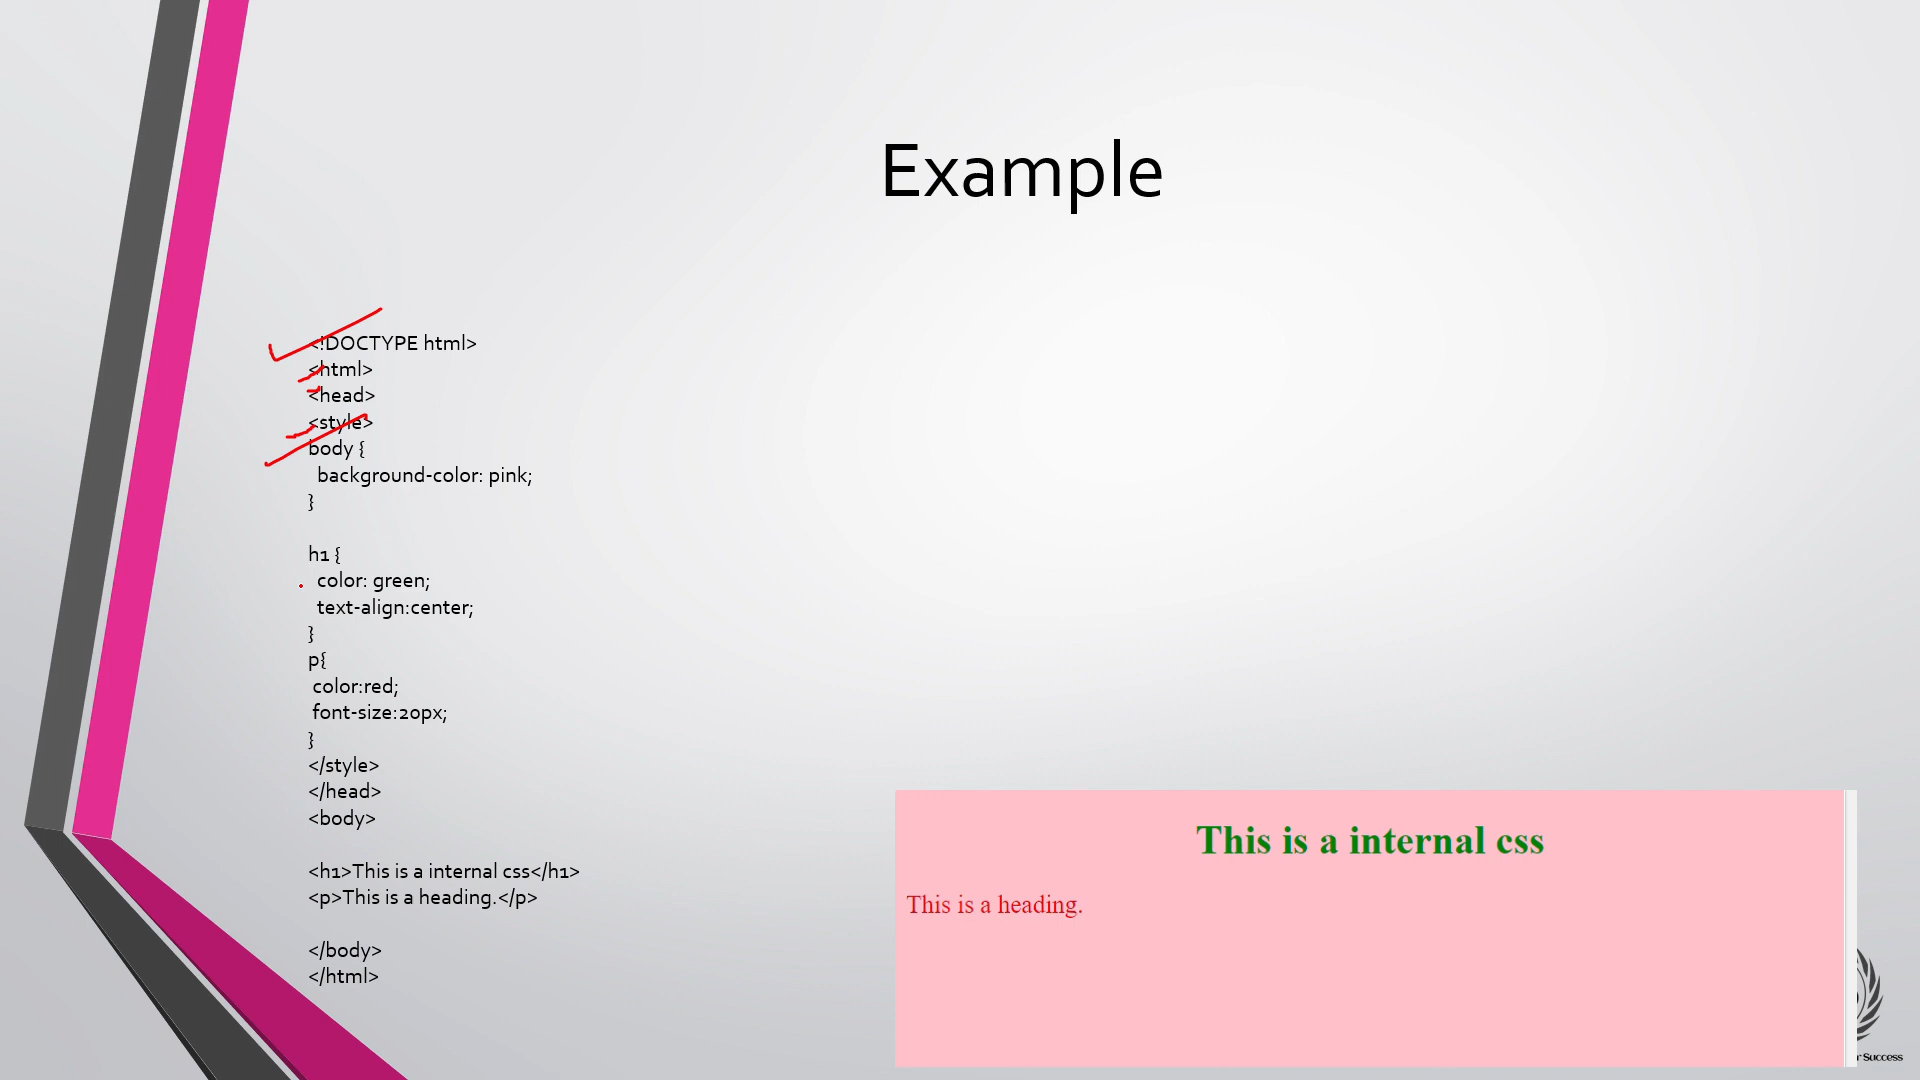 Example
<!DOCTYPE html>
<html>
<head>
<style>
body {
  background-color: pink;
}
h1 {
  color: green;
  text-align:center;
}
p{
 color:red;
 font-size:20px;
}
</style>
</head>
<body>
<h1>This is a internal css</h1>
<p>This is a heading.</p>
</body>
</html>
This is a internal css
This is a heading.
Success